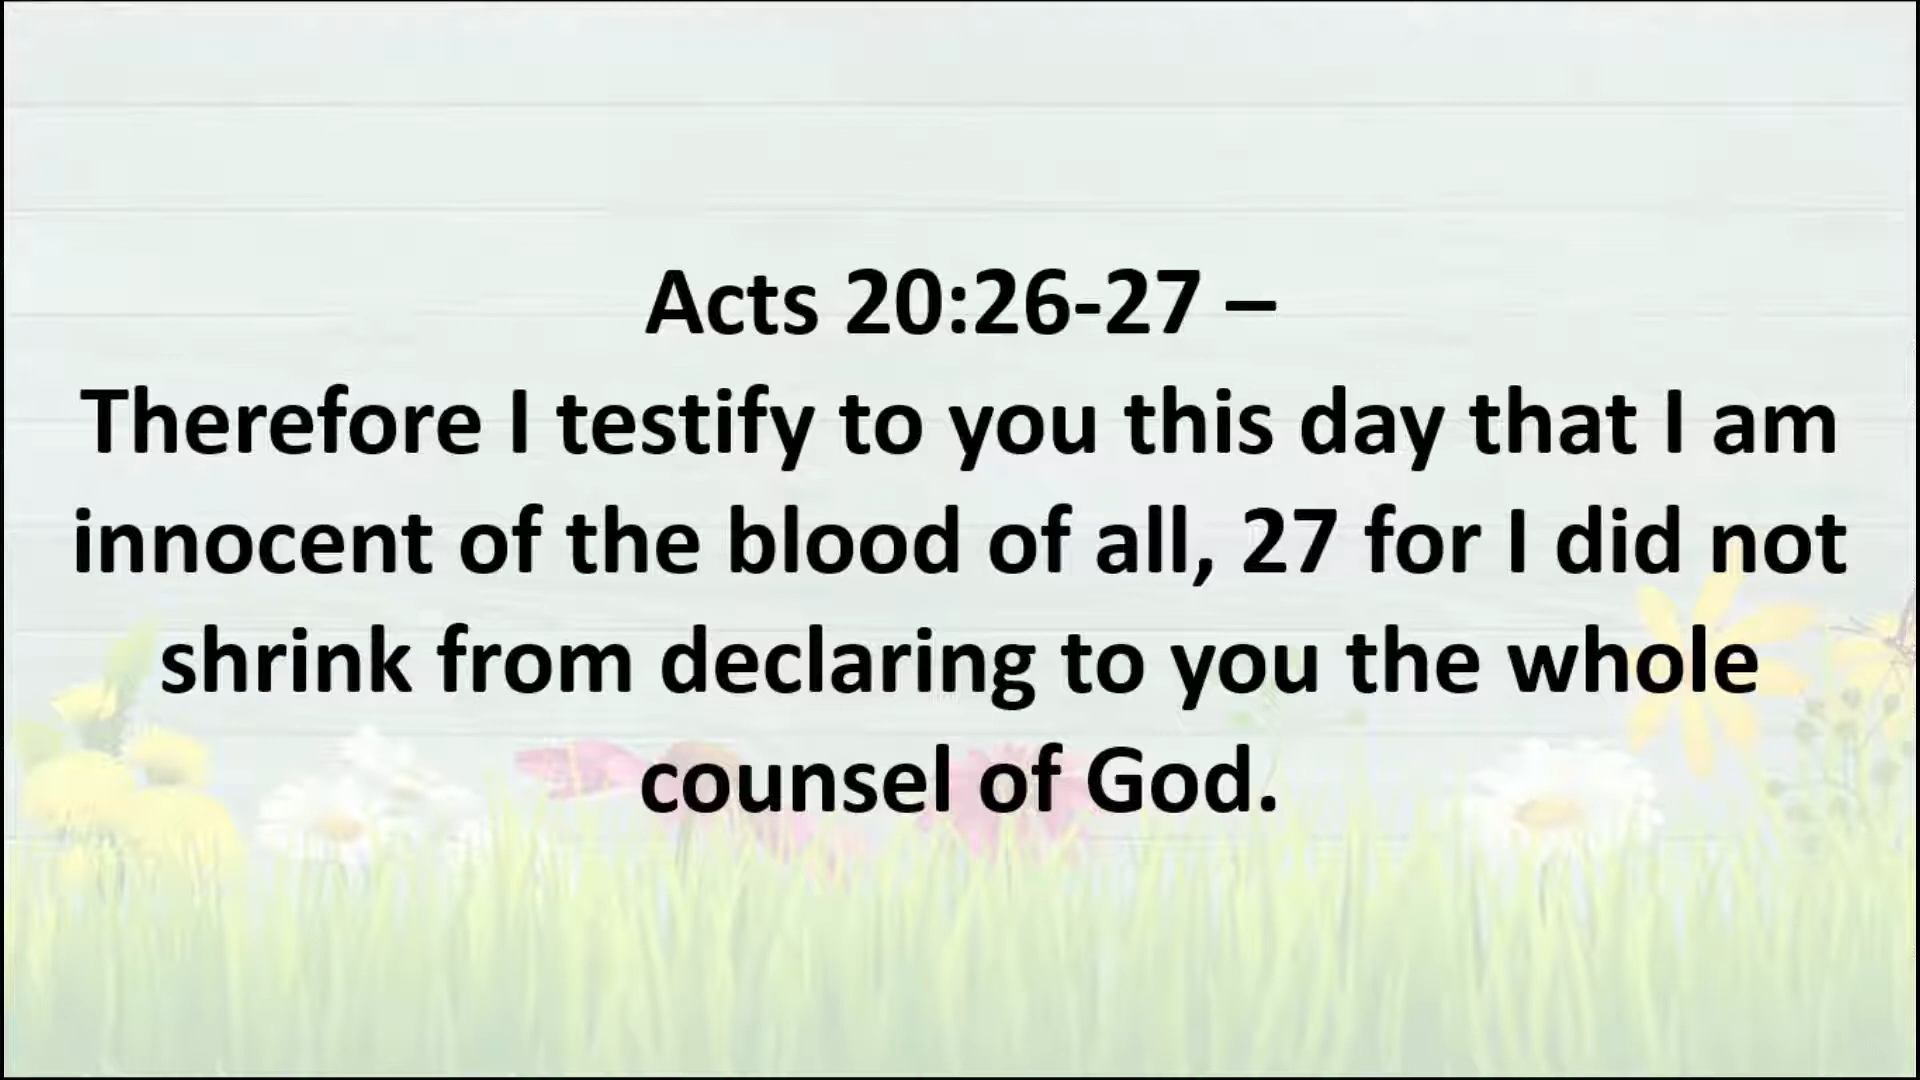 Acts 20:26-27 –
Therefore I testify to you this day that I am
innocent of the blood of all, 27 for I did not
shrink from declaring to you the whole
counsel of God.